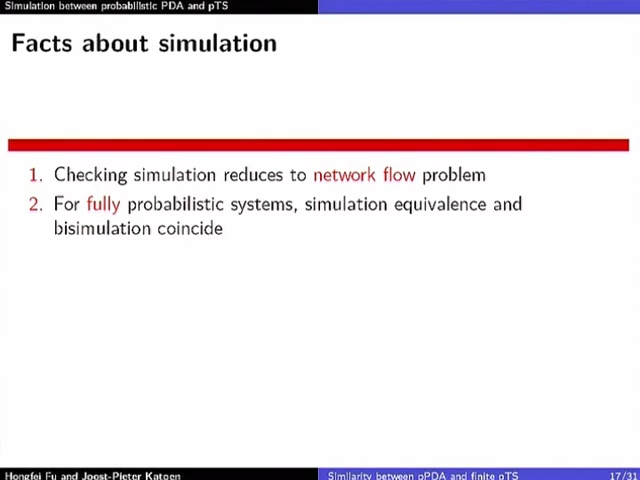 Simulation between probabilistic PDA and pTS
Facts about simulation
1. Checking simulation reduces to network flow problem
2. For fully probabilistic systems, simulation equivalence and
bisimulation coincide
Hongfei Fu and Joost-Pieter Katoen
Similarity between pPDA and finite pTS
17/31